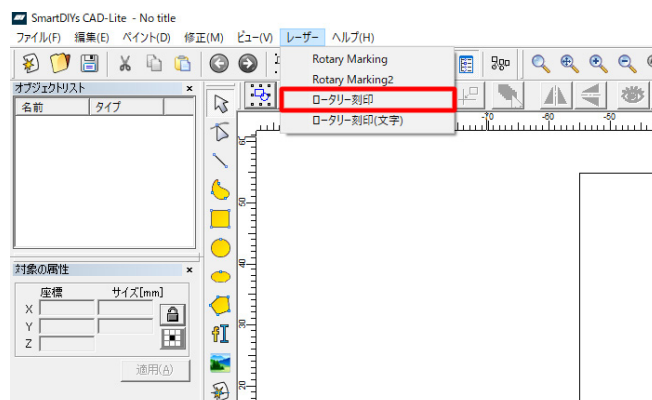 SmartDIYs CAD-Lite - No title
ファイル(F) 編集(E) ペイント(D) 修正(M) ビュー(V) レーザー ヘルプ(H)
Rotary Marking
Rotary Marking2
ロータリー刻印
ロータリー刻印(文字)
オブジェクトリスト
名前 タイプ
-70 -60 -50
対象の属性
座標 サイズ[mm]
X
Y
Z
適用(A)